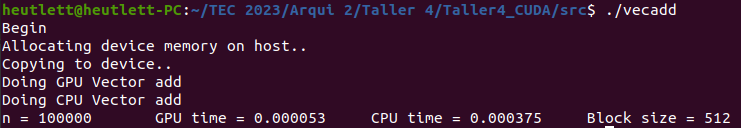 heutlett@heutlett-PC:~/TEC 2023/Arqui 2/Taller 4/Taller4_CUDA/src$ ./vecadd
Begin
Allocating device memory on host..
Copying to device..
Doing GPU Vector add
Doing CPU Vector add
n = 100000 GPU time = 0.000053 CPU time = 0.000375 Block size = 512